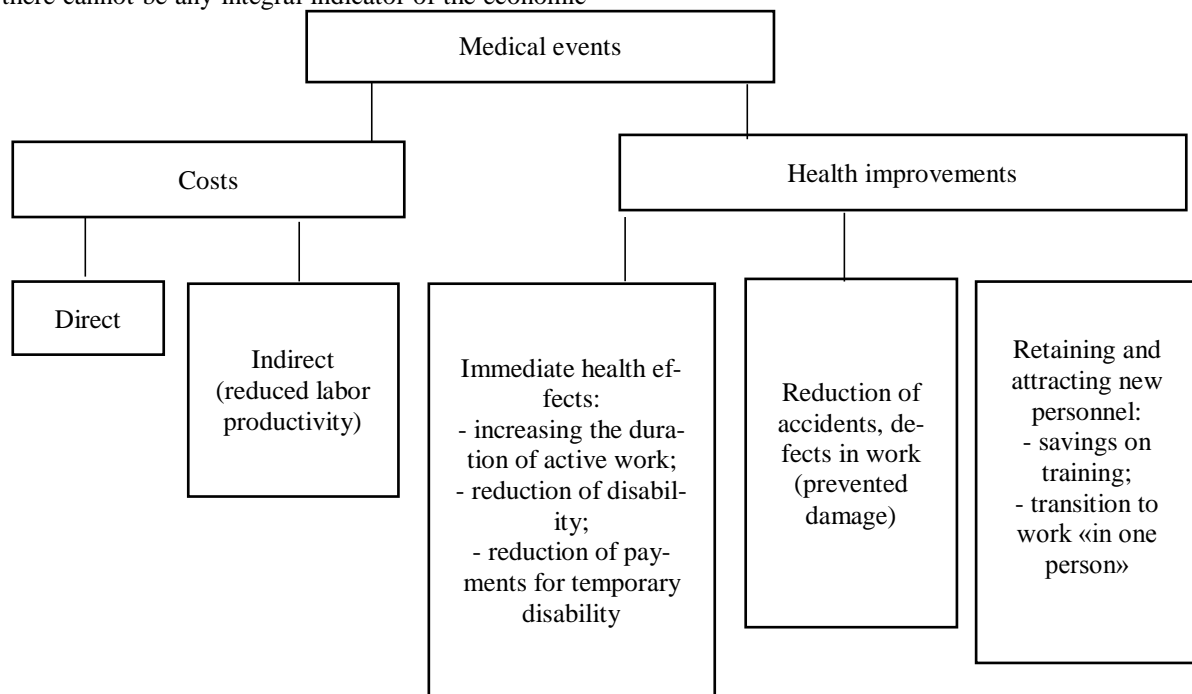 there cannot be any integral indicator of the economic
Medical events
Costs
Health improvements
Direct
Indirect
(reduced labor
productivity)
Immediate health ef-
fects:
- increasing the dura-
tion of active work;
- reduction of disabil-
ity;
- reduction of pay-
ments for temporary
disability
Reduction of
accidents, de-
fects in work
(prevented
damage)
Retaining and
attracting new
personnel:
- savings on
training;
- transition to
work «in one
person»